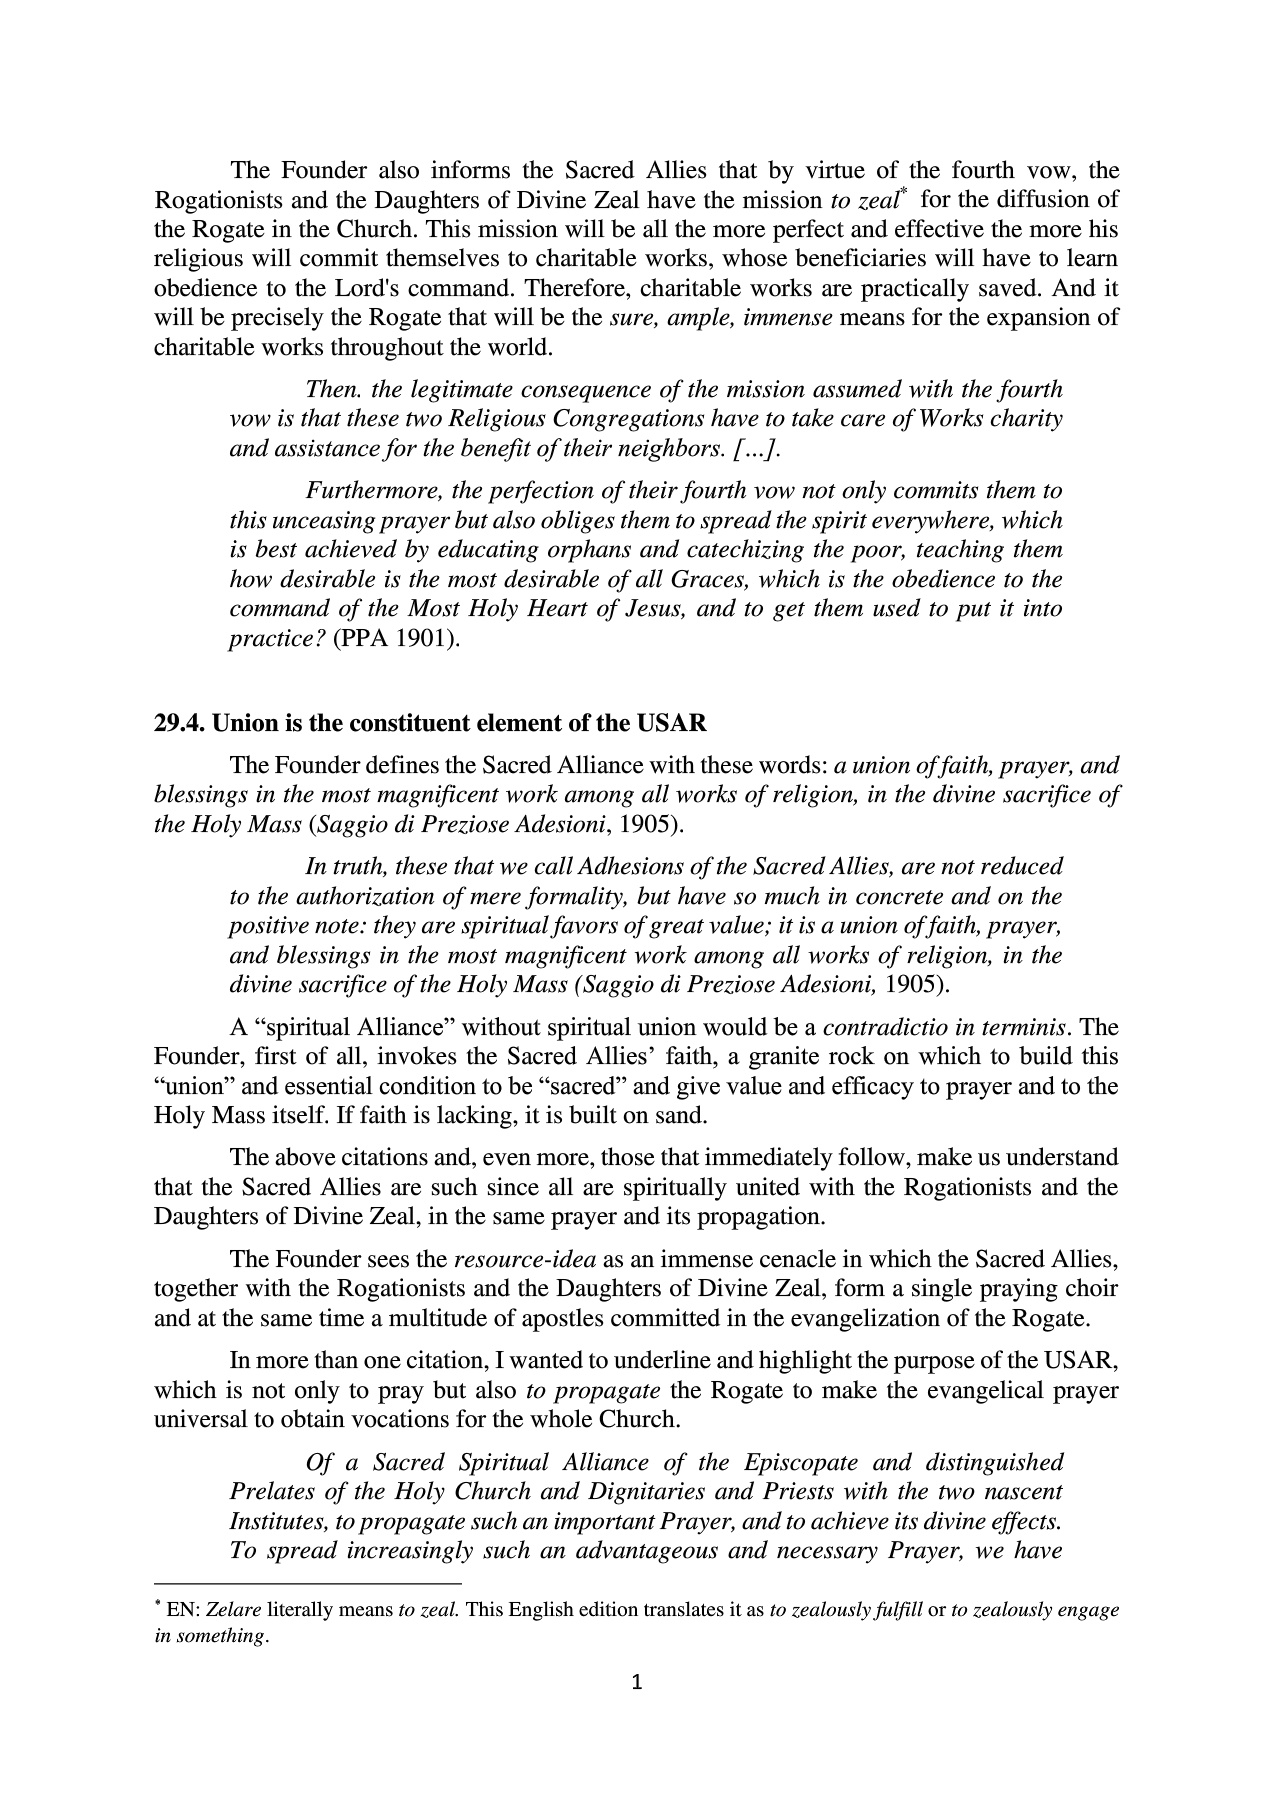 The Founder also informs the Sacred Allies that by virtue of the fourth vow, the
Rogationists and the Daughters of Divine Zeal have the mission to zeal* for the diffusion of
the Rogate in the Church. This mission will be all the more perfect and effective the more his
religious will commit themselves to charitable works, whose beneficiaries will have to learn
obedience to the Lord's command. Therefore, charitable works are practically saved. And it
will be precisely the Rogate that will be the sure, ample, immense means for the expansion of
charitable works throughout the world.
Then. the legitimate consequence of the mission assumed with the fourth
vow is that these two Religious Congregations have to take care of Works charity
and assistance for the benefit of their neighbors. […].
Furthermore, the perfection of their fourth vow not only commits them to
this unceasing prayer but also obliges them to spread the spirit everywhere, which
is best achieved by educating orphans and catechizing the poor, teaching them
how desirable is the most desirable of all Graces, which is the obedience to the
command of the Most Holy Heart of Jesus, and to get them used to put it into
practice? (PPA 1901).
29.4. Union is the constituent element of the USAR
The Founder defines the Sacred Alliance with these words: a union of faith, prayer, and
blessings in the most magnificent work among all works of religion, in the divine sacrifice of
the Holy Mass (Saggio di Preziose Adesioni, 1905).
In truth, these that we call Adhesions of the Sacred Allies, are not reduced
to the authorization of mere formality, but have so much in concrete and on the
positive note: they are spiritual favors of great value; it is a union of faith, prayer,
and blessings in the most magnificent work among all works of religion, in the
divine sacrifice of the Holy Mass (Saggio di Preziose Adesioni, 1905).
A “spiritual Alliance” without spiritual union would be a contradictio in terminis. The
Founder, first of all, invokes the Sacred Allies’ faith, a granite rock on which to build this
“union” and essential condition to be “sacred” and give value and efficacy to prayer and to the
Holy Mass itself. If faith is lacking, it is built on sand.
The above citations and, even more, those that immediately follow, make us understand
that the Sacred Allies are such since all are spiritually united with the Rogationists and the
Daughters of Divine Zeal, in the same prayer and its propagation.
The Founder sees the resource-idea as an immense cenacle in which the Sacred Allies,
together with the Rogationists and the Daughters of Divine Zeal, form a single praying choir
and at the same time a multitude of apostles committed in the evangelization of the Rogate.
In more than one citation, I wanted to underline and highlight the purpose of the USAR,
which is not only to pray but also to propagate the Rogate to make the evangelical prayer
universal to obtain vocations for the whole Church.
Of a Sacred Spiritual Alliance of the Episcopate and distinguished
Prelates of the Holy Church and Dignitaries and Priests with the two nascent
Institutes, to propagate such an important Prayer, and to achieve its divine effects.
To spread increasingly such an advantageous and necessary Prayer, we have
* EN: Zelare literally means to zeal. This English edition translates it as to zealously fulfill or to zealously engage
in something.
1